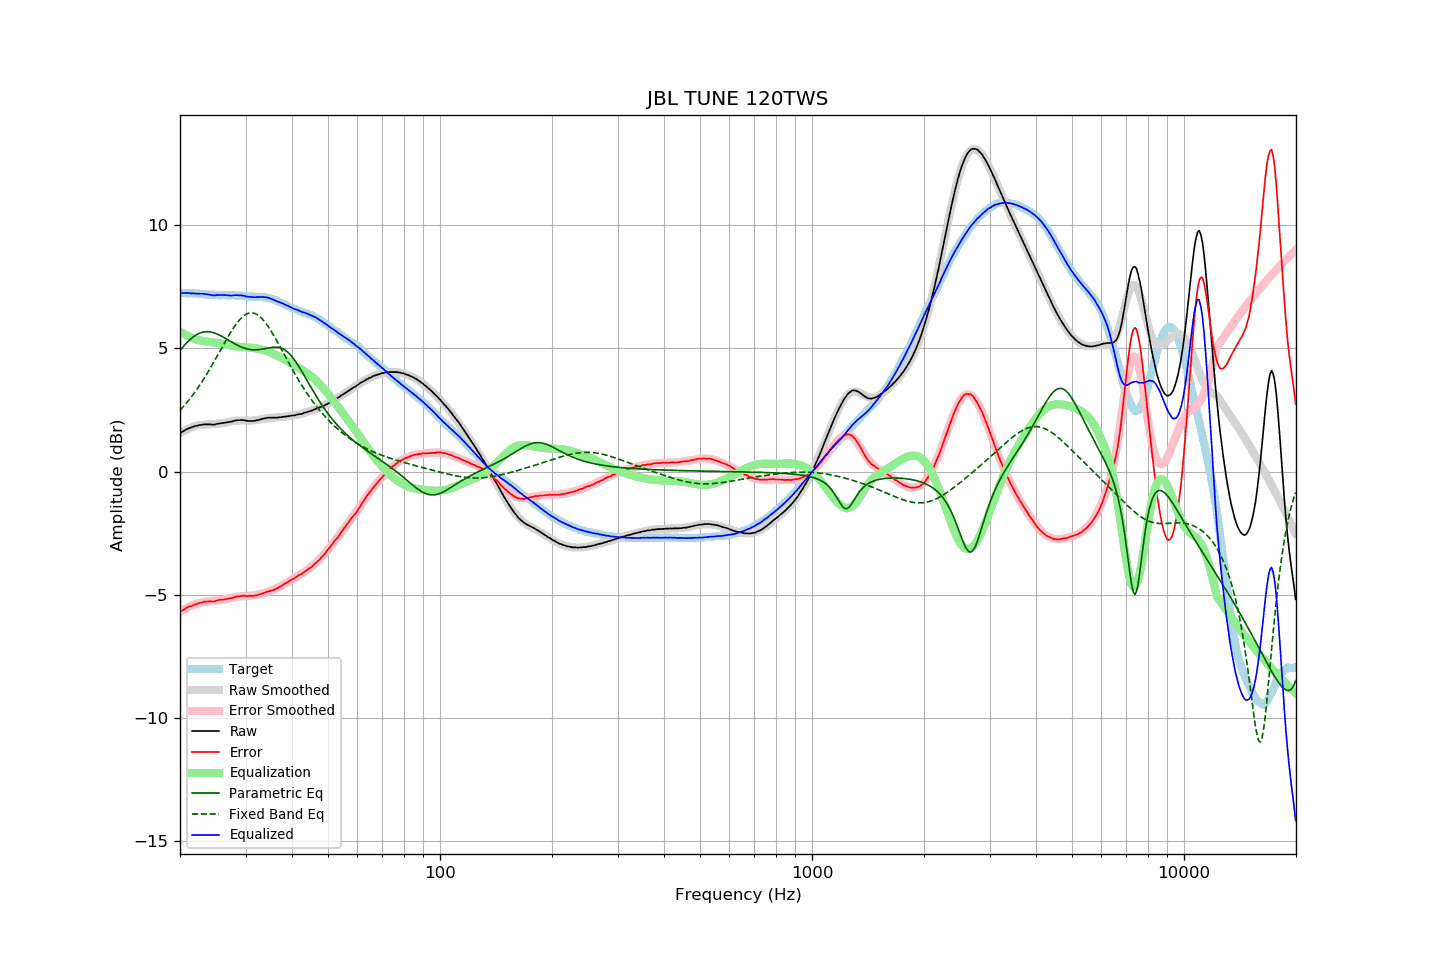 JBL TUNE 120TWS
Amplitude (dBr)
10
5
0
−5
−10
−15
Target
Raw Smoothed
Error Smoothed
Raw
Error
Equalization
Parametric Eq
Fixed Band Eq
Equalized
100
1000
10000
Frequency (Hz)